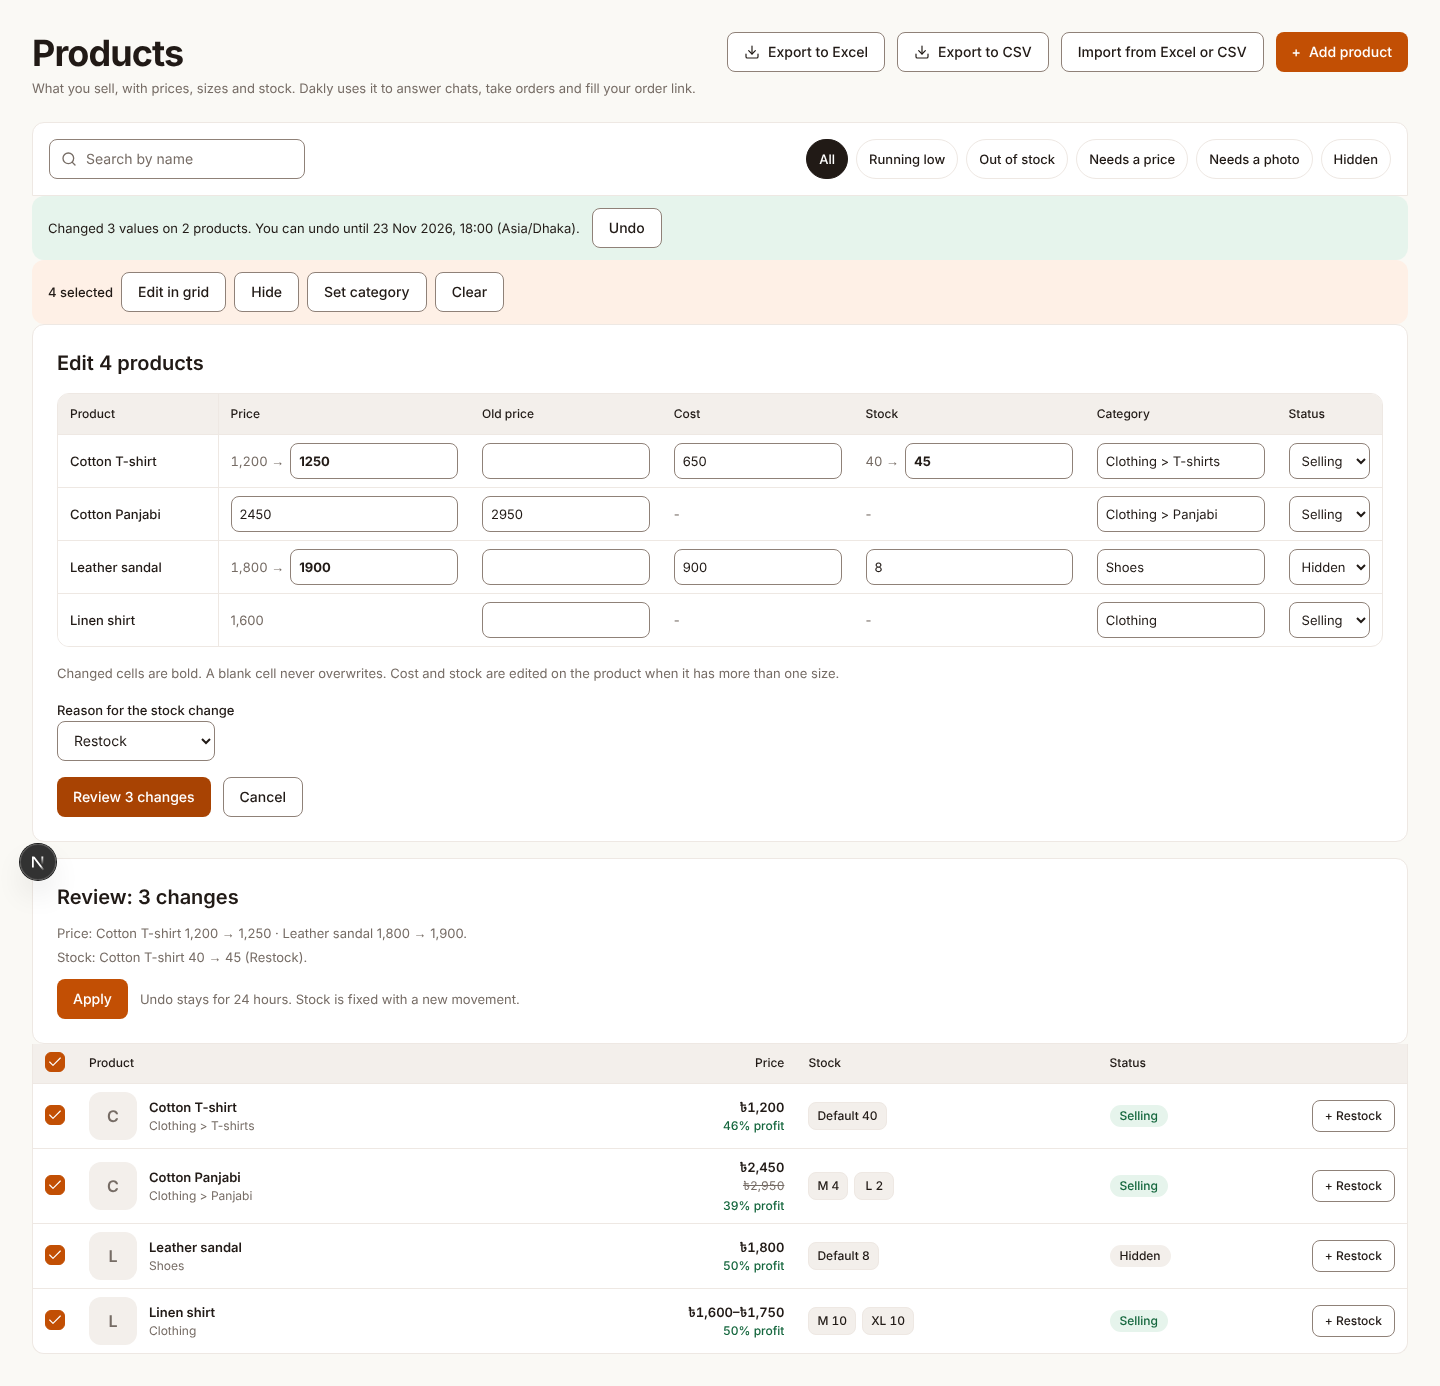 Products
Export to Excel
Export to CSV
Import from Excel or CSV
+ Add product
What you sell, with prices, sizes and stock. Dakly uses it to answer chats, take orders and fill your order link.
Search by name
All
Running low
Out of stock
Needs a price
Needs a photo
Hidden
Changed 3 values on 2 products. You can undo until 23 Nov 2026, 18:00 (Asia/Dhaka).
Undo
4 selected
Edit in grid
Hide
Set category
Clear
Edit 4 products
Product Price Old price Cost Stock Category Status
Cotton T-shirt 1,200 → 1250 650 40 → 45 Clothing > T-shirts Selling
Cotton Panjabi 2450 2950 - - Clothing > Panjabi Selling
Leather sandal 1,800 → 1900 900 8 Shoes Hidden
Linen shirt 1,600 - - Clothing Selling
Changed cells are bold. A blank cell never overwrites. Cost and stock are edited on the product when it has more than one size.
Reason for the stock change
Restock
Review 3 changes
Cancel
N
Review: 3 changes
Price: Cotton T-shirt 1,200 → 1,250 · Leather sandal 1,800 → 1,900.
Stock: Cotton T-shirt 40 → 45 (Restock).
Apply
Undo stays for 24 hours. Stock is fixed with a new movement.
Product Price Stock Status
C
Cotton T-shirt
Clothing > T-shirts
৳1,200
46% profit
Default 40
Selling
+ Restock
C
Cotton Panjabi
Clothing > Panjabi
৳2,450
৳2,950
39% profit
M 4
L 2
Selling
+ Restock
L
Leather sandal
Shoes
৳1,800
50% profit
Default 8
Hidden
+ Restock
L
Linen shirt
Clothing
৳1,600–৳1,750
50% profit
M 10
XL 10
Selling
+ Restock